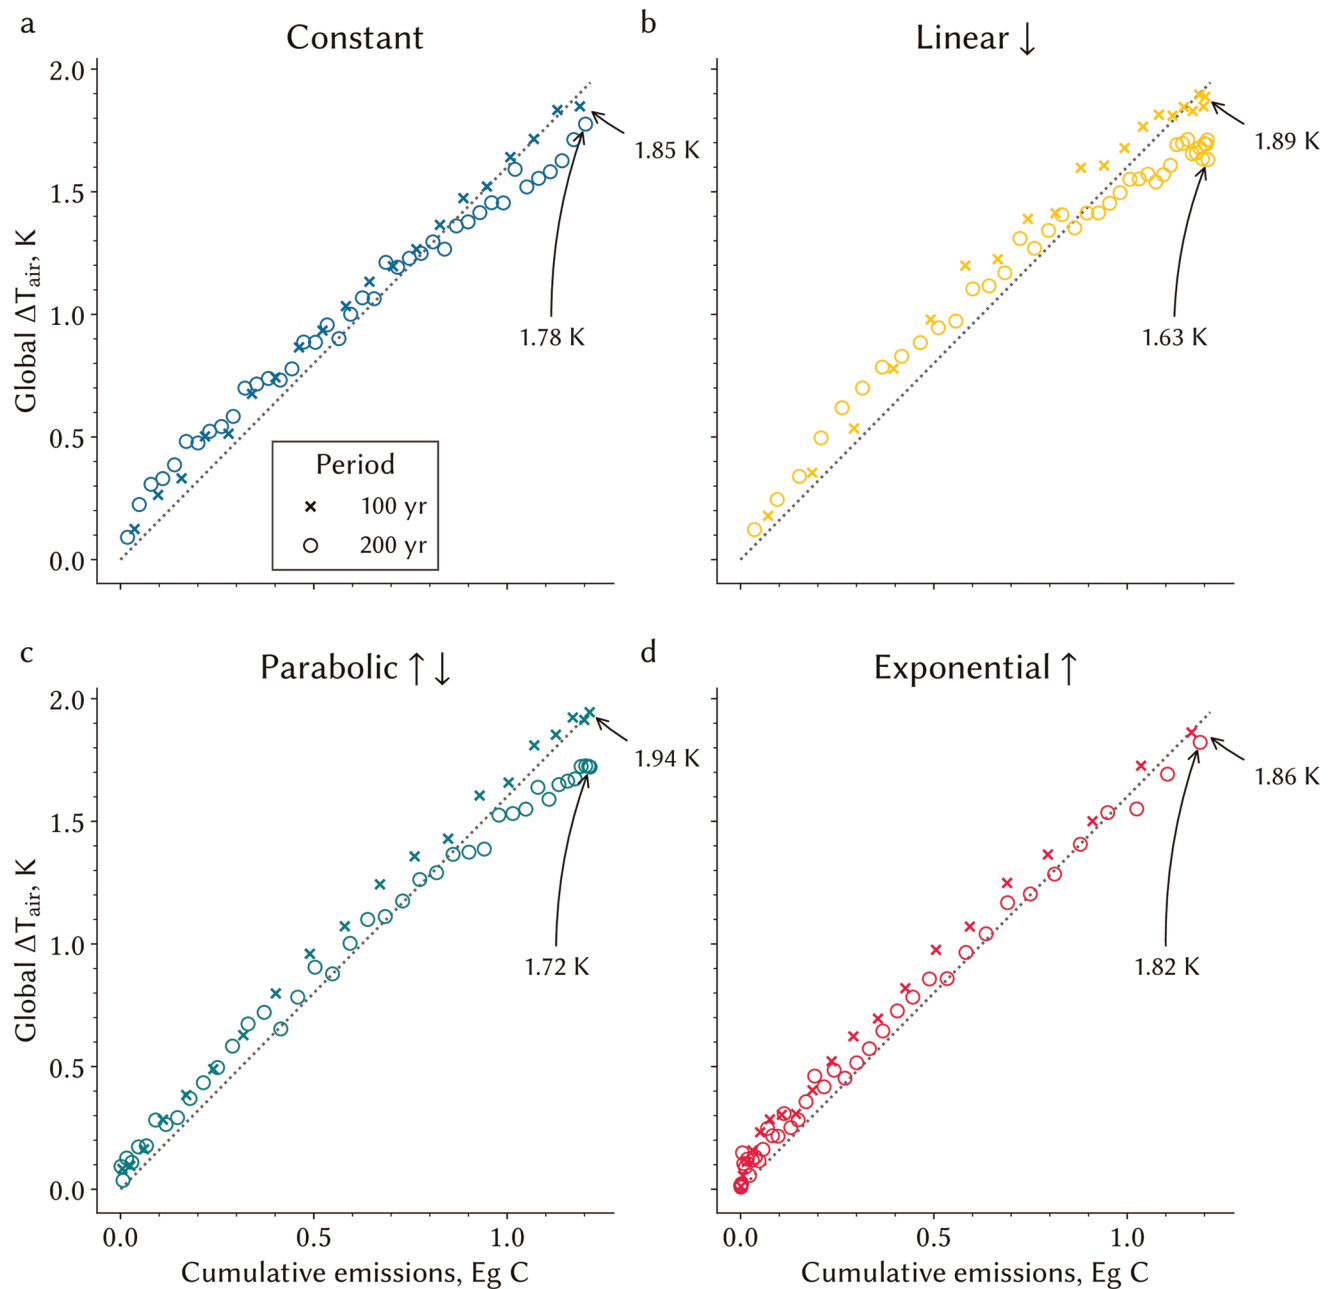 a
Constant
2.0
1.5
1.0
0.5
0.0
Global ΔTair, K
1.85 K
1.78 K
Period
100 yr
200 yr
b
Linear ↓
1.89 K
1.63 K
c
Parabolic ↑↓
2.0
1.5
1.0
0.5
0.0
Global ΔTair, K
1.94 K
1.72 K
0.0 0.5 1.0
Cumulative emissions, Eg C
d
Exponential ↑
1.86 K
1.82 K
0.0 0.5 1.0
Cumulative emissions, Eg C